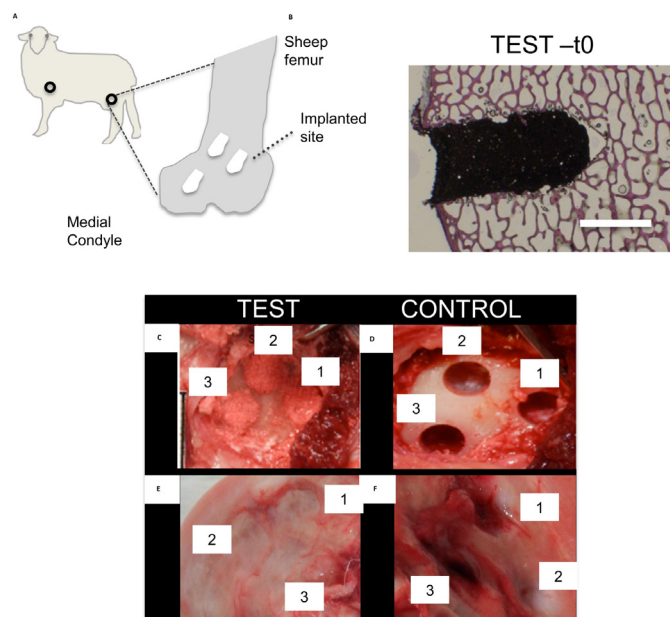 A
B
TEST –t0
Sheep
femur
Implanted
site
Medial
Condyle
TEST
CONTROL
C
2
1
3
D
2
1
3
E
1
2
3
F
1
2
3